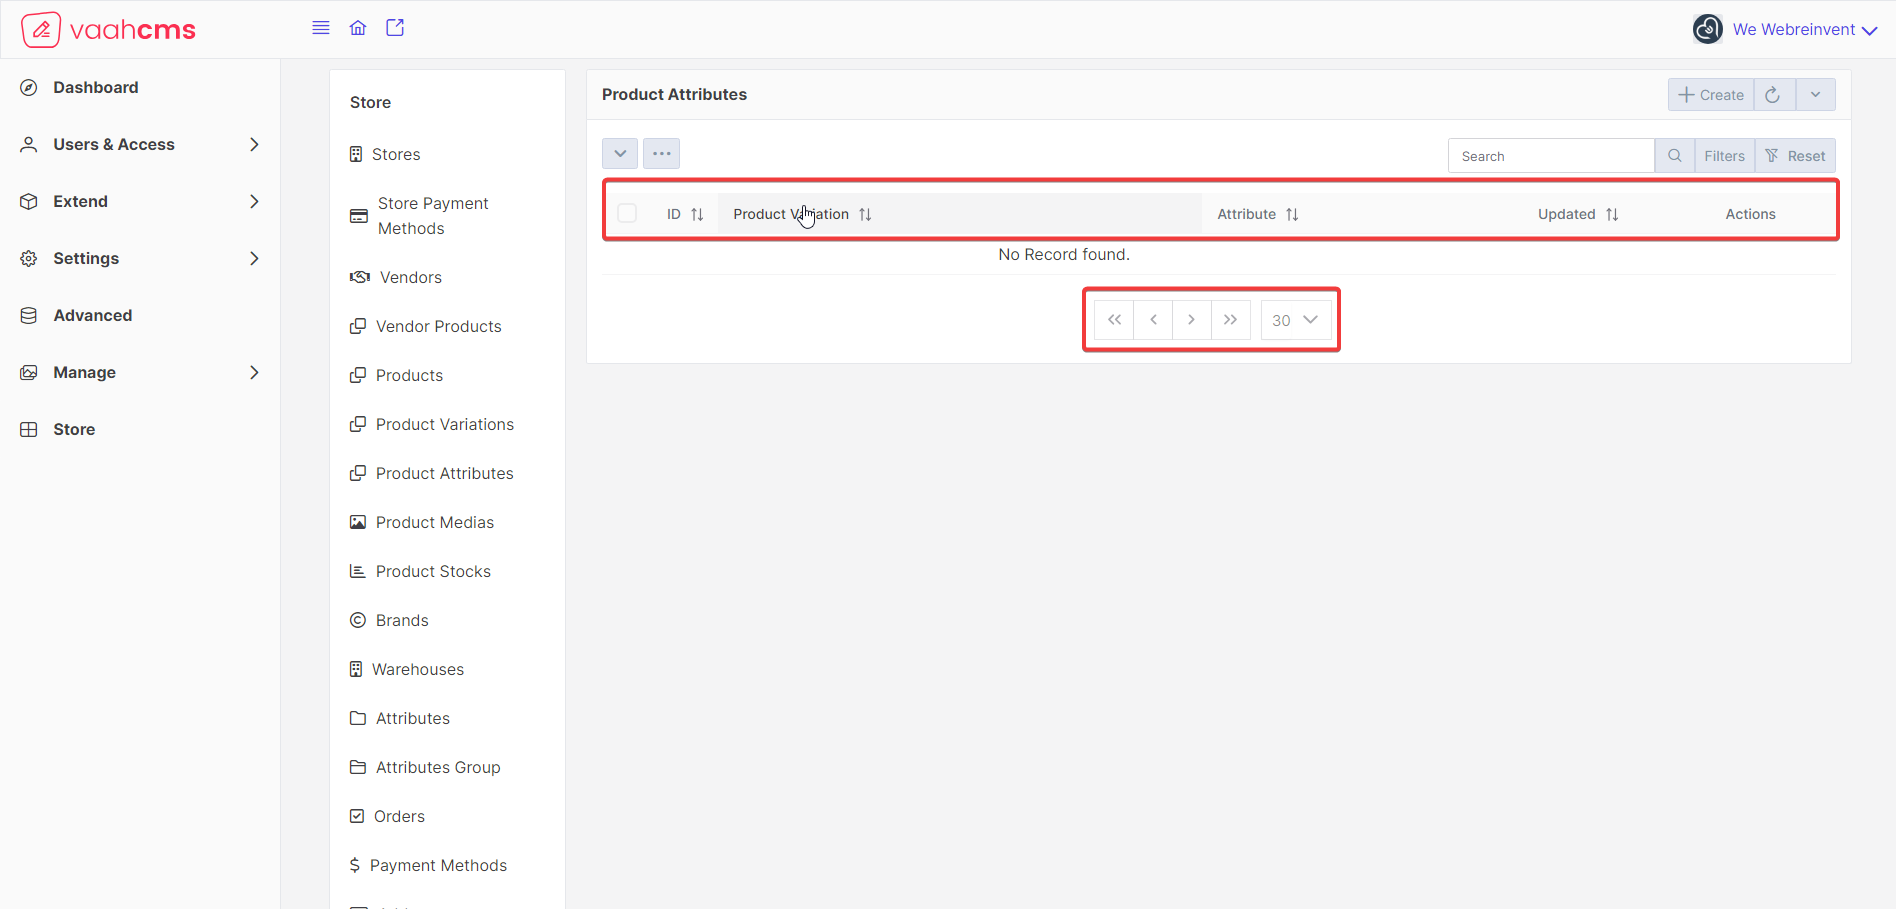 vaahcms
We Webreinvent
Dashboard
Users & Access
Extend
Settings
Advanced
Manage
Store
Store
Stores
Store Payment
Methods
Vendors
Vendor Products
Products
Product Variations
Product Attributes
Product Medias
Product Stocks
Brands
Warehouses
Attributes
Attributes Group
Orders
Payment Methods
Product Attributes
Create
Search
Filters
Reset
ID
Product Variation
Attribute
Updated
Actions
No Record found.
30